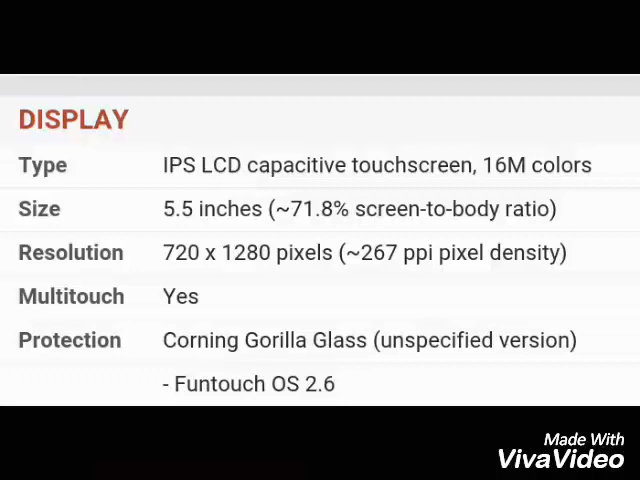 DISPLAY
Type IPS LCD capacitive touchscreen, 16M colors
Size 5.5 inches (~71.8% screen-to-body ratio)
Resolution 720 x 1280 pixels (~267 ppi pixel density)
Multitouch Yes
Protection Corning Gorilla Glass (unspecified version)
- Funtouch OS 2.6
Made With
VivaVideo